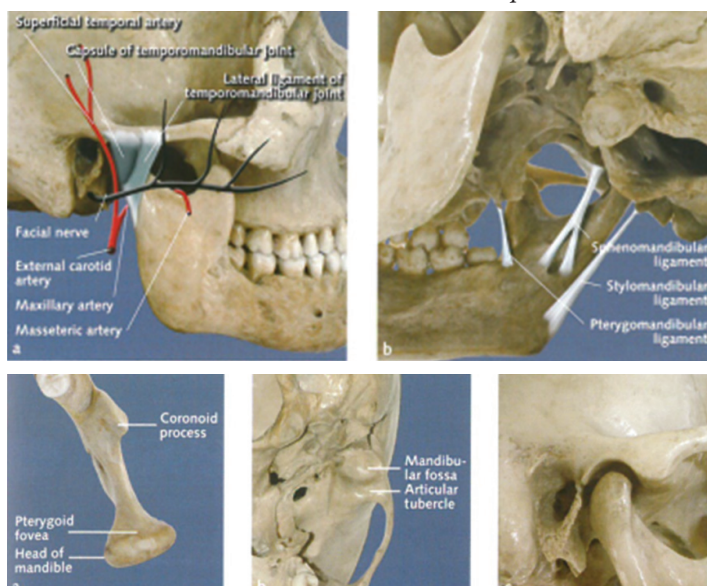 Superficial temporal artery
Capsule of temporomandibular joint
Lateral ligament of
temporomandibular joint
Facial nerve
External carotid
artery
Maxillary artery
Masseteric artery
a
Sphenomandibular
ligament
Stylomandibular
ligament
Pterygomandibular
ligament
b
Coronoid
process
Pterygoid
fovea
Head of
mandible
Mandibu-
lar fossa
Articular
tubercle